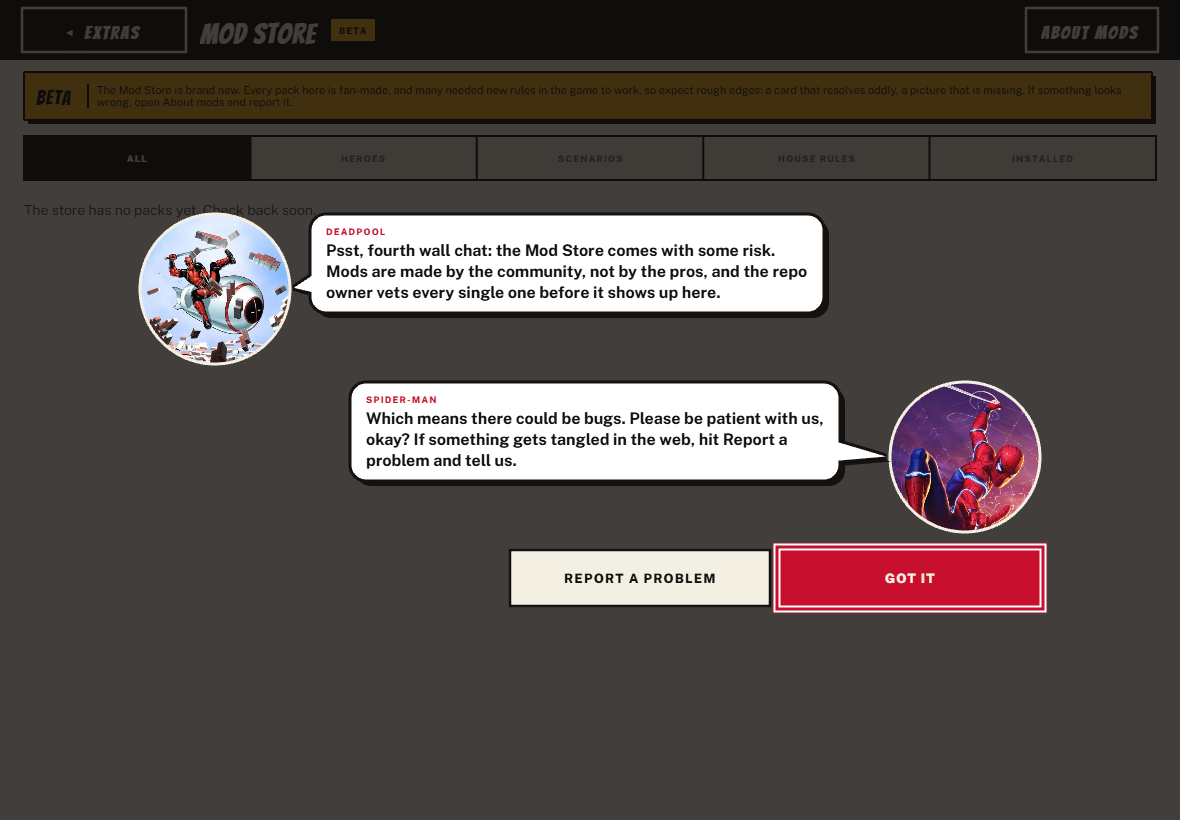 ◂ EXTRAS
MOD STORE
BETA
ABOUT MODS
BETA
The Mod Store is brand new. Every pack here is fan-made, and many needed new rules in the game to work, so expect rough edges: a card that resolves oddly, a picture that is missing. If something looks
wrong, open About mods and report it.
ALL
HEROES
SCENARIOS
HOUSE RULES
INSTALLED
The store has no packs yet. Check back soon.
DEADPOOL
Psst, fourth wall chat: the Mod Store comes with some risk.
Mods are made by the community, not by the pros, and the repo
owner vets every single one before it shows up here.
SPIDER-MAN
Which means there could be bugs. Please be patient with us,
okay? If something gets tangled in the web, hit Report a
problem and tell us.
REPORT A PROBLEM
GOT IT